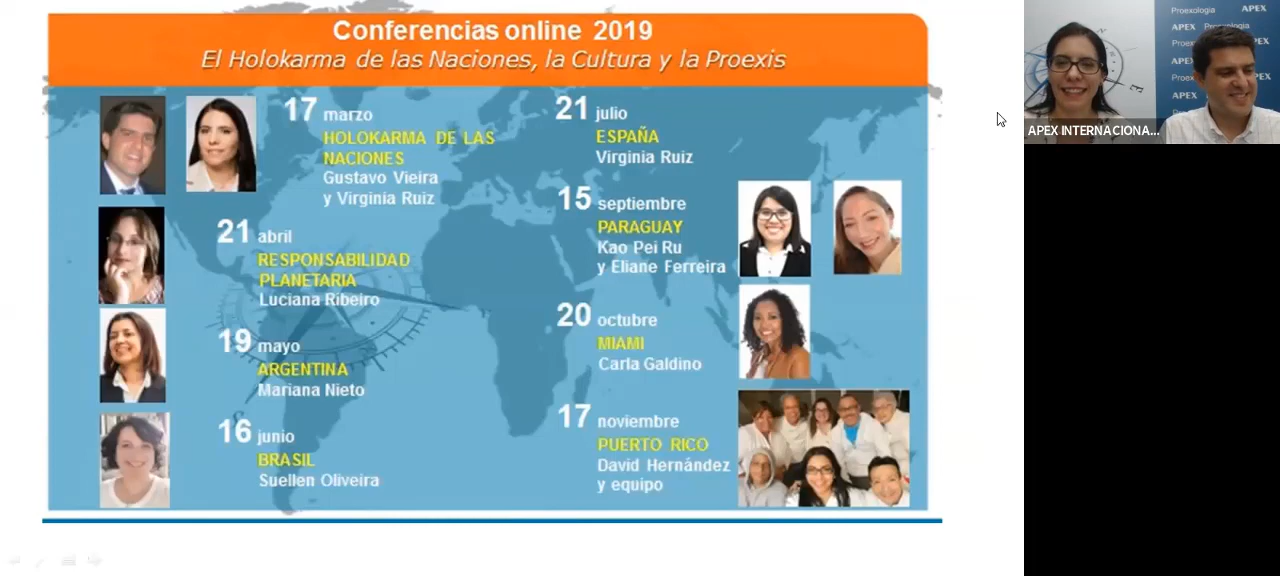 Conferencias online 2019
El Holokarma de las Naciones, la Cultura y la Proexis
17 marzo
HOLOKARMA DE LAS
NACIONES
Gustavo Vieira
y Virginia Ruiz
21 abril
RESPONSABILIDAD
PLANETARIA
Luciana Ribeiro
19 mayo
ARGENTINA
Mariana Nieto
16 junio
BRASIL
Suellen Oliveira
21 julio
ESPAÑA
Virginia Ruiz
15 septiembre
PARAGUAY
Kao Pei Ru
y Eliane Ferreira
20 octubre
MIAMI
Carla Galdino
17 noviembre
PUERTO RICO
David Hernández
y equipo
Proexologia APEX
APEX
APEX
APEX
APEX INTERNACIONA...
E